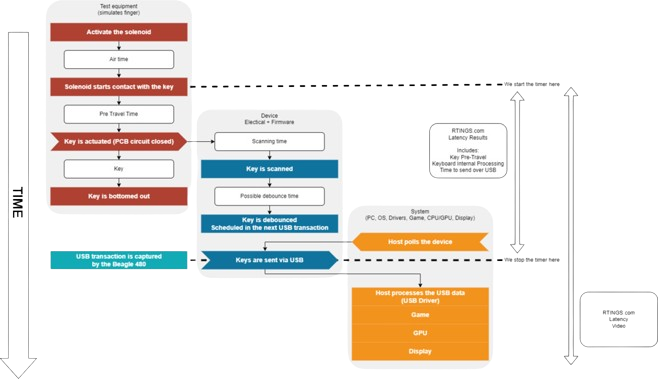 Test equipment
(simulates finger)
Activate the solenoid
Air time
Solenoid starts contact with the key
We start the timer here
Pre Travel Time
Device
Electical + Firmware
Key is actuated (PCB circuit closed)
Scanning time
RTINGS.com
Latency Results
Includes:
Key Pre-Travel
Keyboard Internal Processing
Time to send over USB
Key
Key is scanned
Key is bottomed out
Possible debounce time
TIME
Key is debounced
Scheduled in the next USB transaction
System
(PC, OS, Drivers, Game, CPU/GPU, Display)
Host polls the device
USB transaction is captured
by the Beagle 480
Keys are sent via USB
We stop the timer here
Host processes the USB data
(USB Driver)
Game
GPU
Display
RTINGS.com
Latency
Video